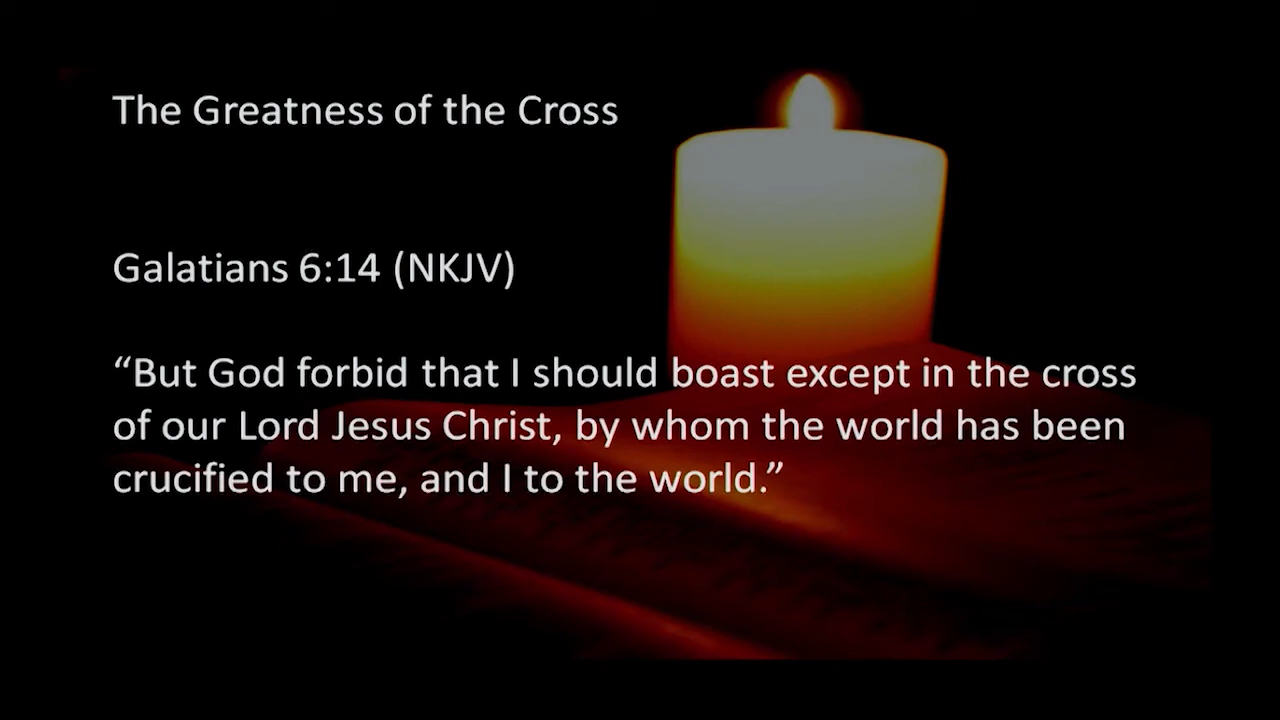 The Greatness of the Cross
Galatians 6:14 (NKJV)
“But God forbid that I should boast except in the cross
of our Lord Jesus Christ, by whom the world has been
crucified to me, and I to the world.”